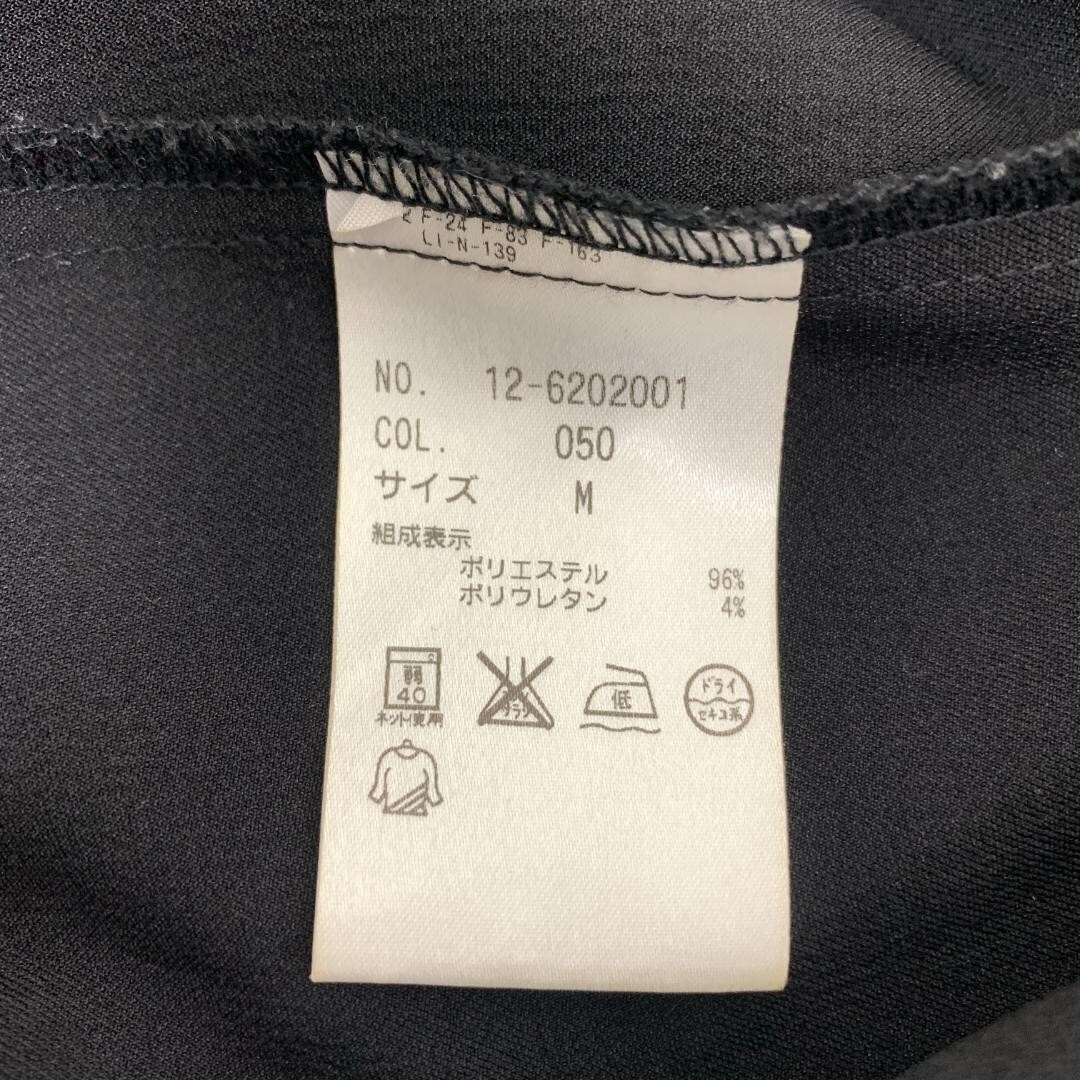 F-24 F-83 F-163
LI-N-139
NO. 12-6202001
COL. 050
サイズ M
組成表示
ポリエステル 96%
ポリウレタン 4%
弱
40
ネット使用
低
ドライ
セキユ系